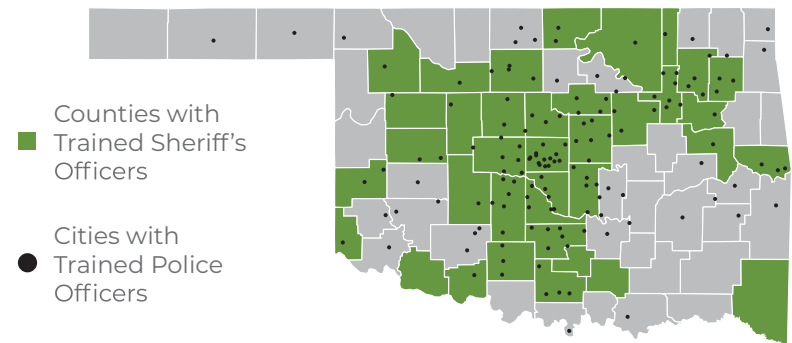 Counties with
Trained Sheriff's
Officers
Cities with
Trained Police
Officers